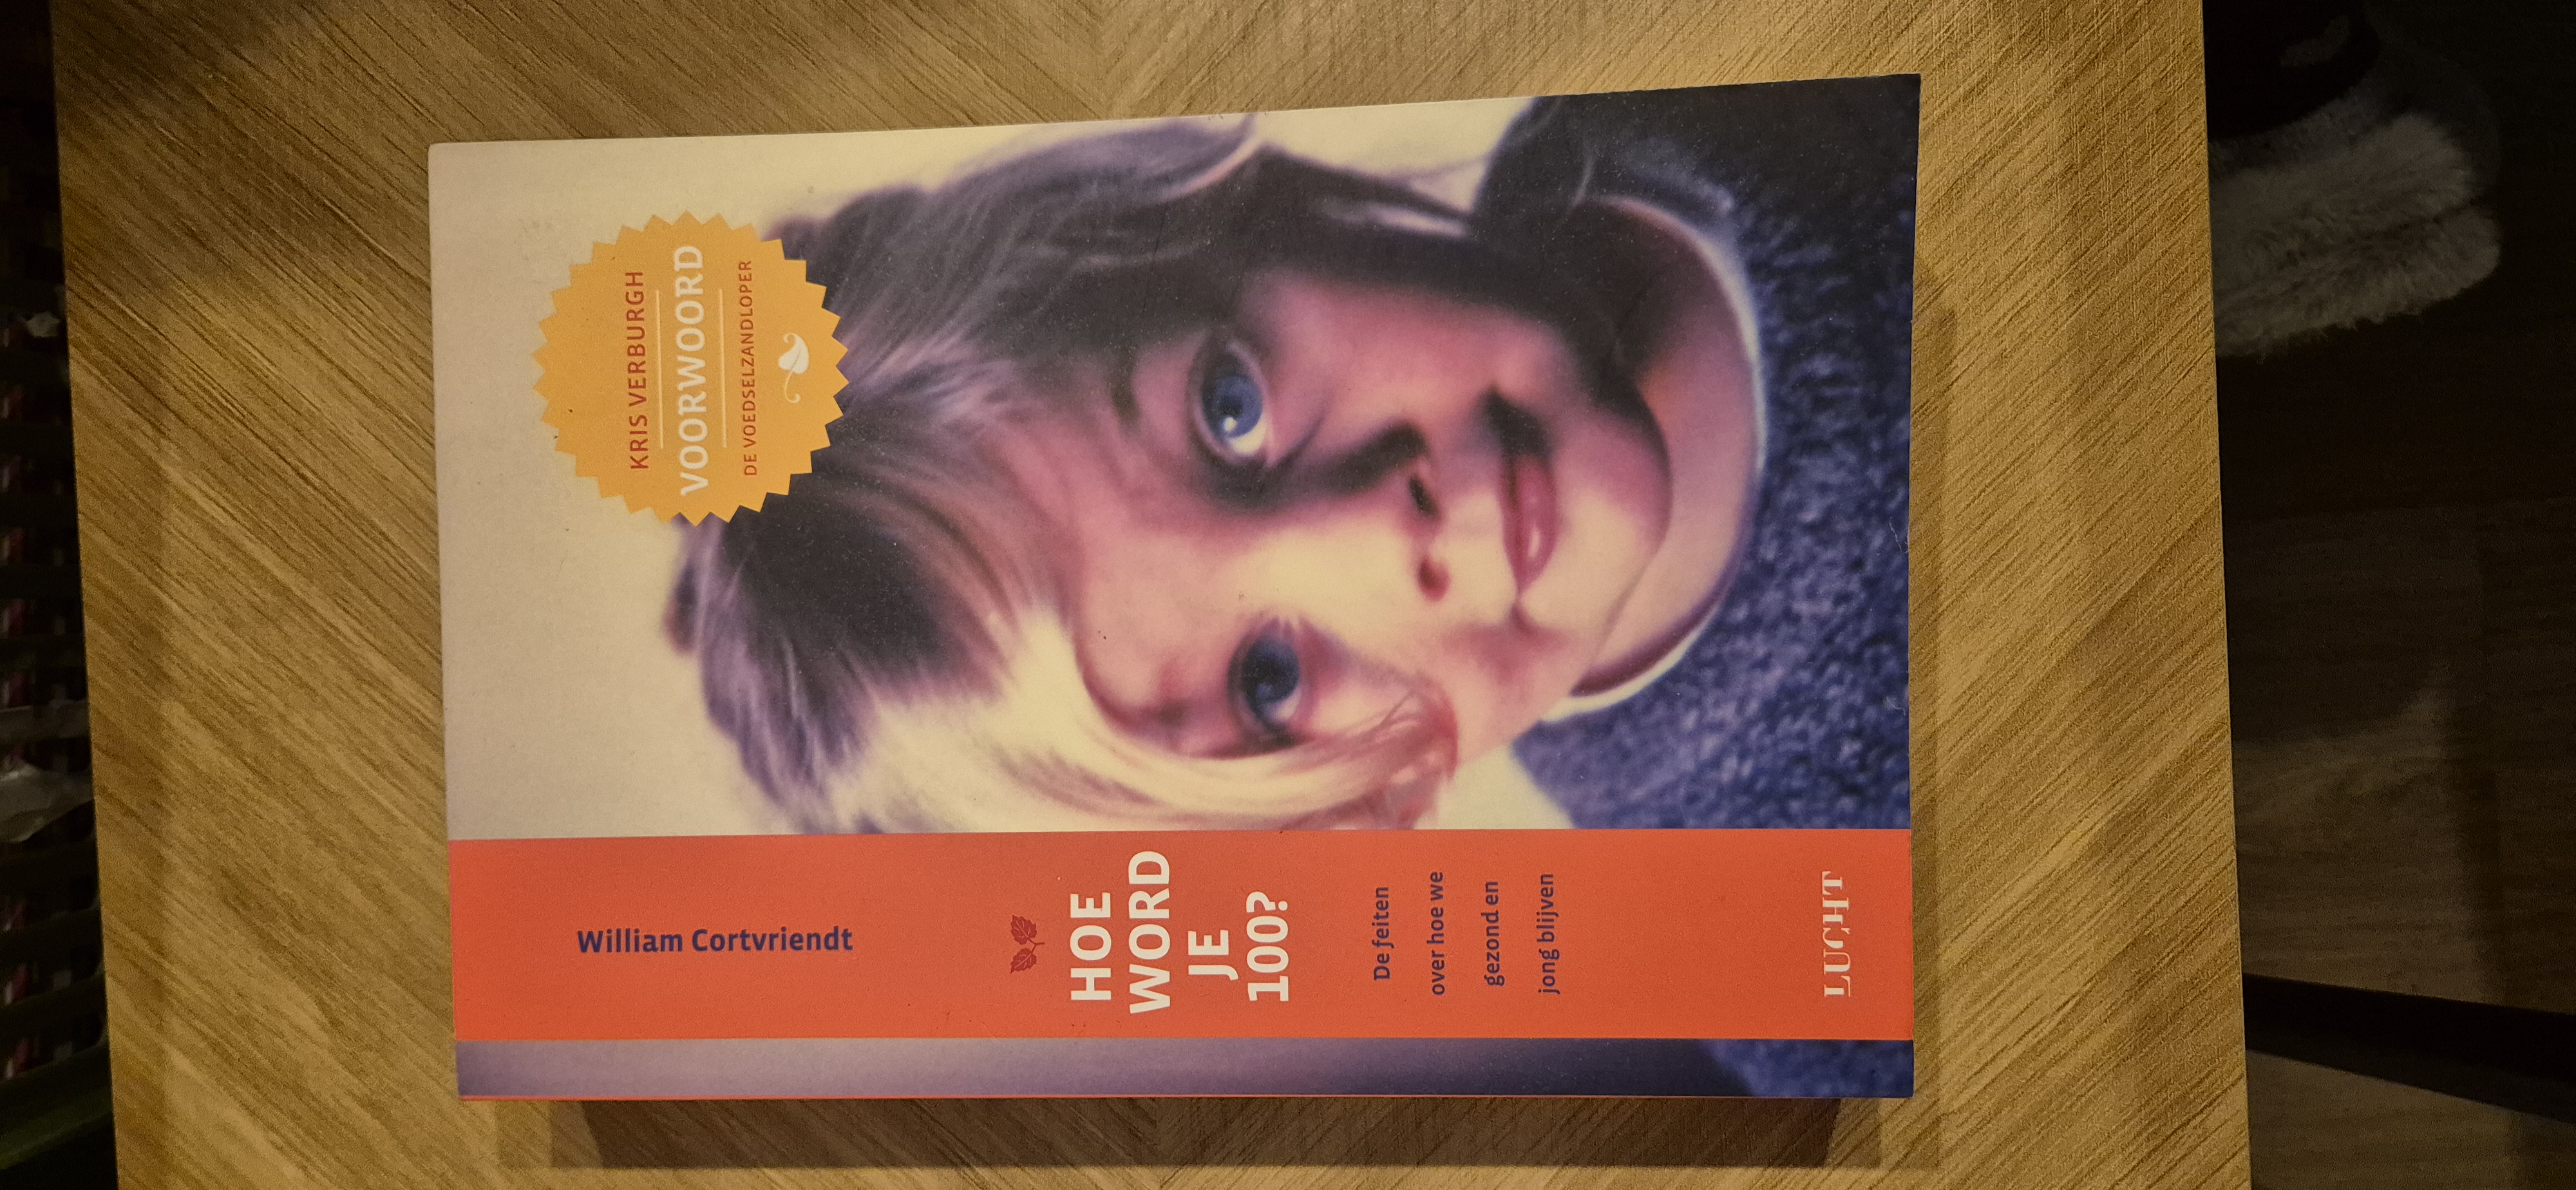 William Cortvriendt
HOE
WORD
JE
100?
De feiten
over hoe we
gezond en
jong blijven
LUCHT
KRIS VERBURGH
VOORWOORD
DE VOEDSELZANDLOPER